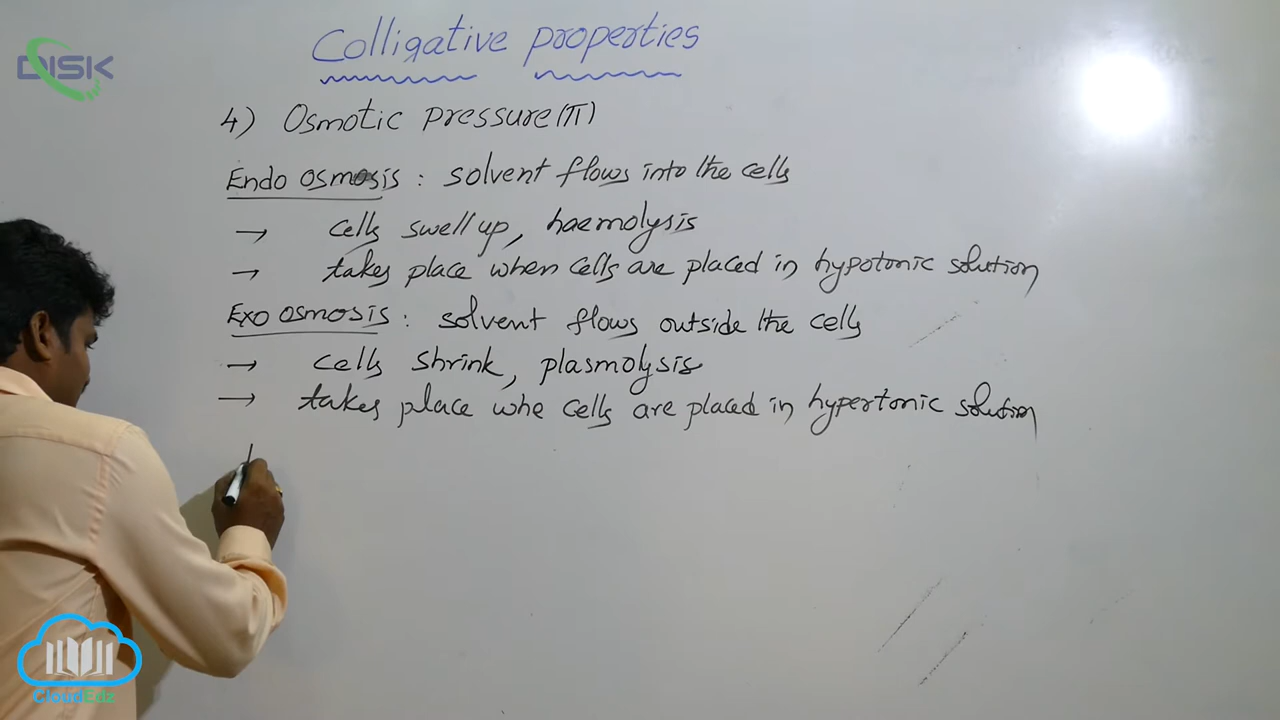 DISK
Colligative properties
4) Osmotic Pressure (π)
Endo osmosis : solvent flows into the cells
→ cells swell up, haemolysis
→ takes place when cells are placed in hypotonic solution
Exo osmosis : solvent flows outside the cells
→ cells shrink, plasmolysis
→ takes place whe cells are placed in hypertonic solution
CloudEdz